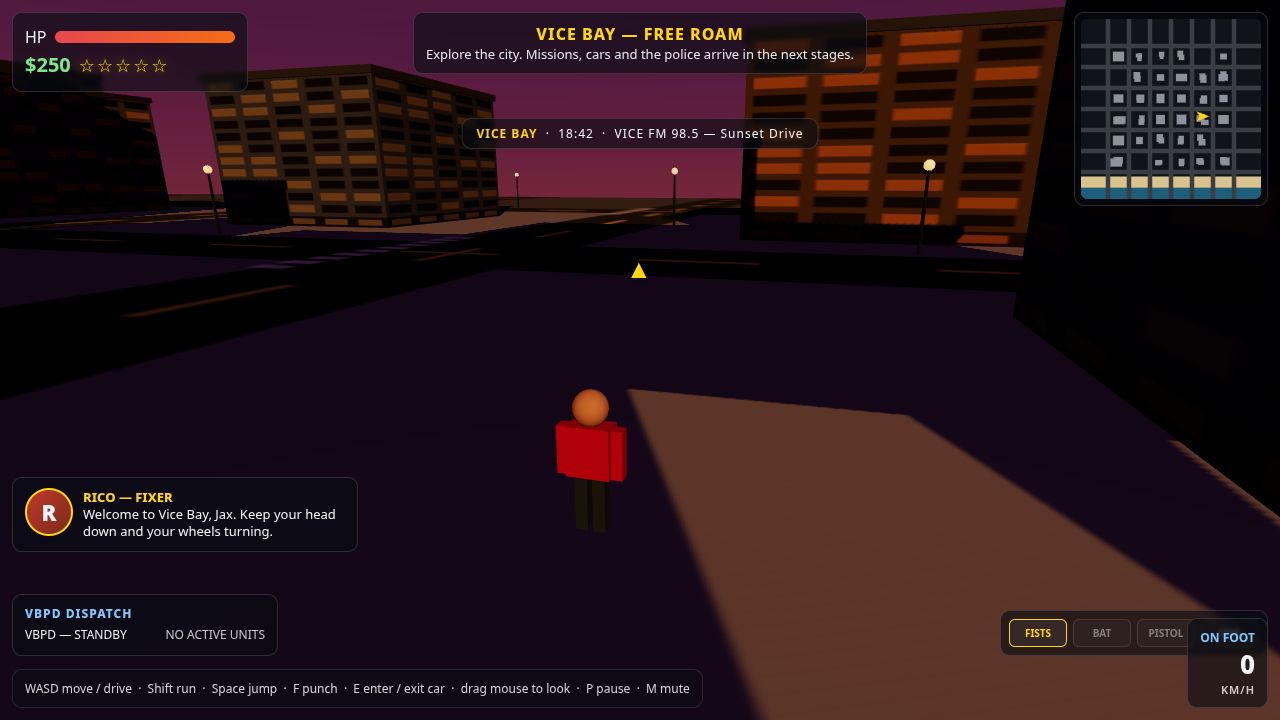 HP
$250 ☆☆☆☆☆
VICE BAY — FREE ROAM
Explore the city. Missions, cars and the police arrive in the next stages.
VICE BAY · 18:42 · VICE FM 98.5 — Sunset Drive
R
RICO — FIXER
Welcome to Vice Bay, Jax. Keep your head
down and your wheels turning.
VBPD DISPATCH
VBPD — STANDBY NO ACTIVE UNITS
FISTS BAT PISTOL
ON FOOT
0
KM/H
WASD move / drive · Shift run · Space jump · F punch · E enter / exit car · drag mouse to look · P pause · M mute